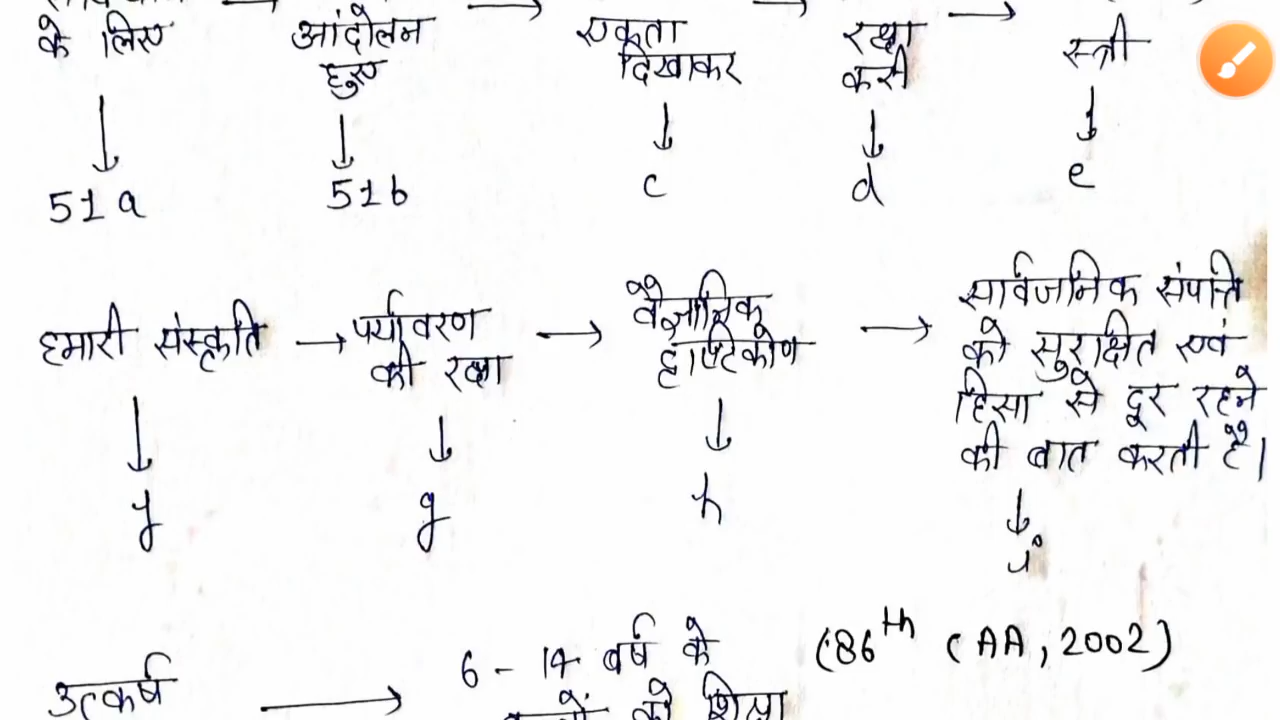 के लिए → आंदोलन → एकता → रक्षा → स्त्री
हुए दिखाकर करी
↓ ↓ ↓ ↓ ↓
51a 51b c d e
हमारी संस्कृति → पर्यावरण → वैज्ञानिक → सार्वजनिक संपत्ति
की रक्षा दृष्टिकोण को सुरक्षित एवं
हिंसा से दूर रहने
की बात करती है।
↓ ↓ ↓ ↓
f g h i
उत्कर्ष → 6 - 14 वर्ष के (86th CAA, 2002)
को शिक्षा